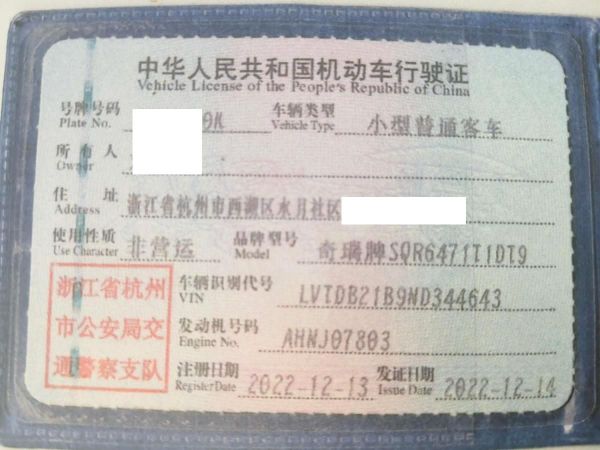 中华人民共和国机动车行驶证
Vehicle License of the People's Republic of China
号牌号码 0K 车辆类型 小型普通客车
Plate No. Vehicle Type
所有人
Owner
住址 浙江省杭州市西湖区水月社区
Address
使用性质 非营运 品牌型号 奇瑞牌SQR6471T1DT9
Use Character Model
浙江省杭州
市公安局交
通警察支队
车辆识别代号 LVTDB21B9ND344643
VIN
发动机号码 AHNJ07803
Engine No.
注册日期 2022-12-13 发证日期 2022-12-14
Register Date Issue Date